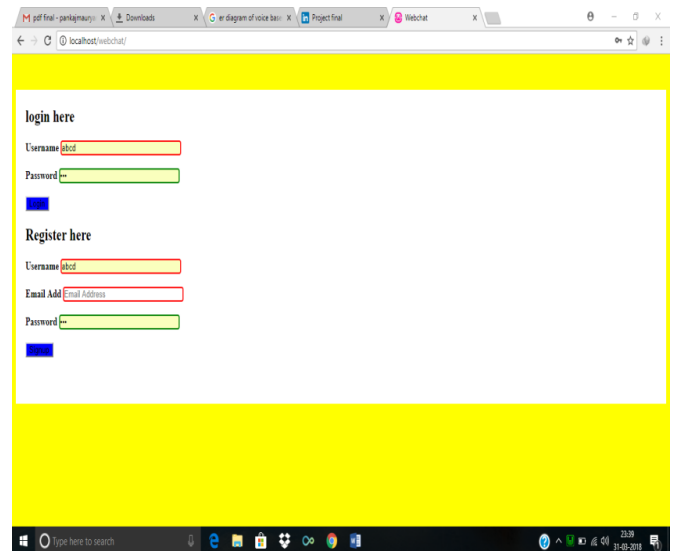 pdf final - pankajmaurya
Downloads
er diagram of voice base
Project final
Webchat
localhost/webchat/
login here
Username abcd
Password •••
Register here
Username abcd
Email Add Email Address
Password •••
Type here to search
23:39
31-03-2018